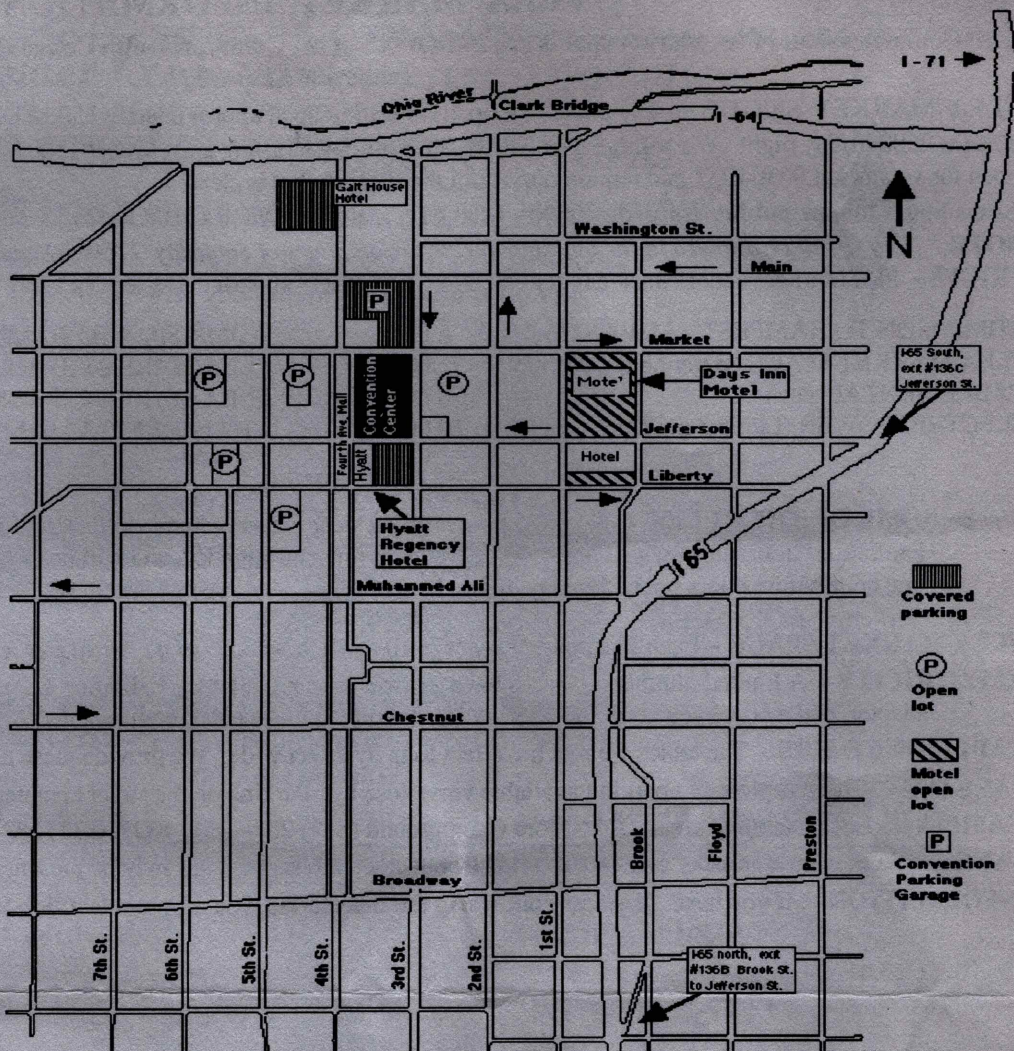 I-71
Ohio River
Clark Bridge
I-64
Galt House
Hotel
N
Washington St.
Main
P
Market
I-65 South,
exit #136C
Jefferson St.
P
P
P
Motel
Days Inn
Motel
Fourth Ave. Mall
Convention
Center
Jefferson
P
Hyatt
Hotel
Liberty
P
Hyatt
Regency
Hotel
I 65
Muhammed Ali
Covered
parking
P
Open
lot
Chestnut
Motel
open
lot
P
Convention
Parking
Garage
Brook
Floyd
Preston
Broadway
7th St.
6th St.
5th St.
4th St.
3rd St.
2nd St.
1st St.
I-65 north, exit
#136B Brook St.
to Jefferson St.